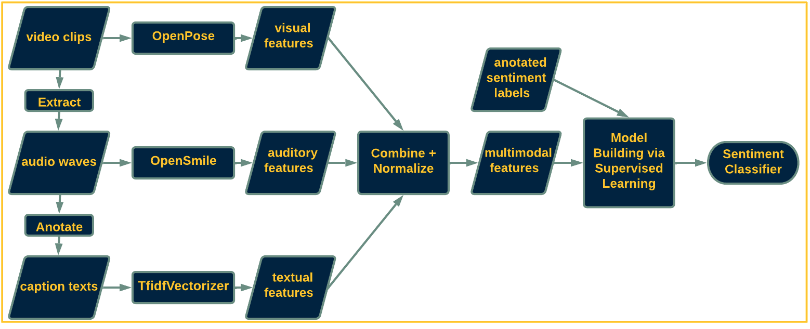 video clips
OpenPose
visual
features
anotated
sentiment
labels
Extract
audio waves
OpenSmile
auditory
features
Combine +
Normalize
multimodal
features
Model
Building via
Supervised
Learning
Sentiment
Classifier
Anotate
caption texts
TfidfVectorizer
textual
features